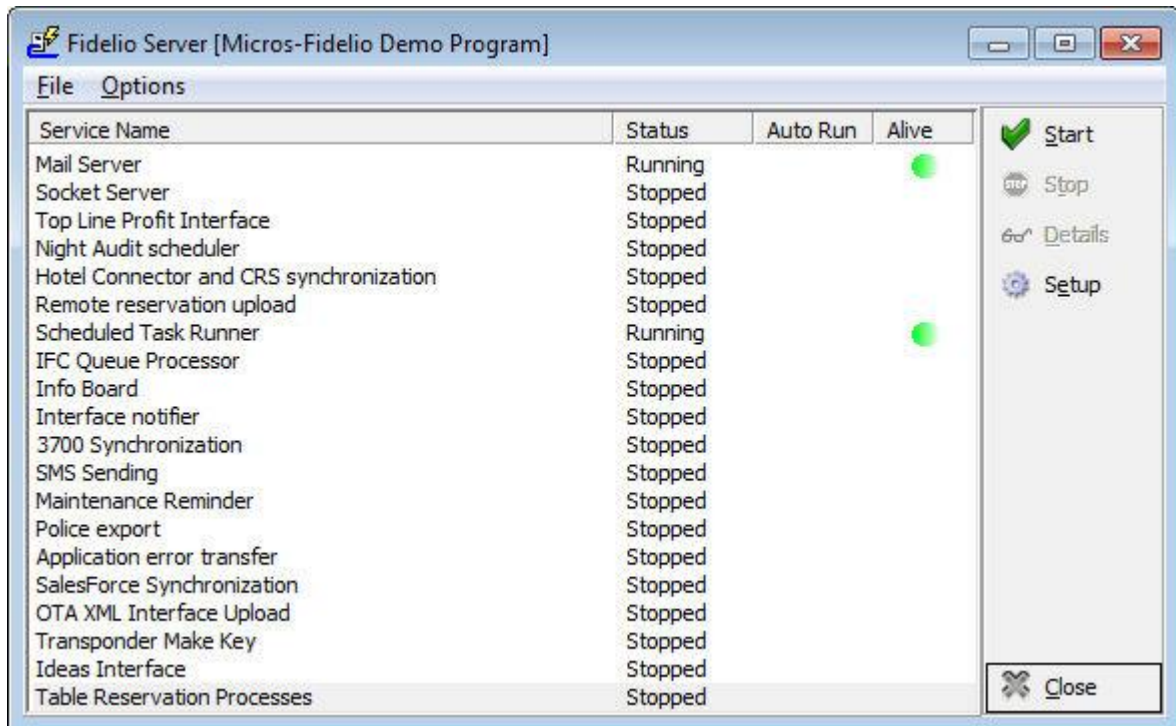 Fidelio Server [Micros-Fidelio Demo Program]
File Options
Service Name Status Auto Run Alive
Mail Server Running
Socket Server Stopped
Top Line Profit Interface Stopped
Night Audit scheduler Stopped
Hotel Connector and CRS synchronization Stopped
Remote reservation upload Stopped
Scheduled Task Runner Running
IFC Queue Processor Stopped
Info Board Stopped
Interface notifier Stopped
3700 Synchronization Stopped
SMS Sending Stopped
Maintenance Reminder Stopped
Police export Stopped
Application error transfer Stopped
SalesForce Synchronization Stopped
OTA XML Interface Upload Stopped
Transponder Make Key Stopped
Ideas Interface Stopped
Table Reservation Processes Stopped
Start
Stop
Details
Setup
Close